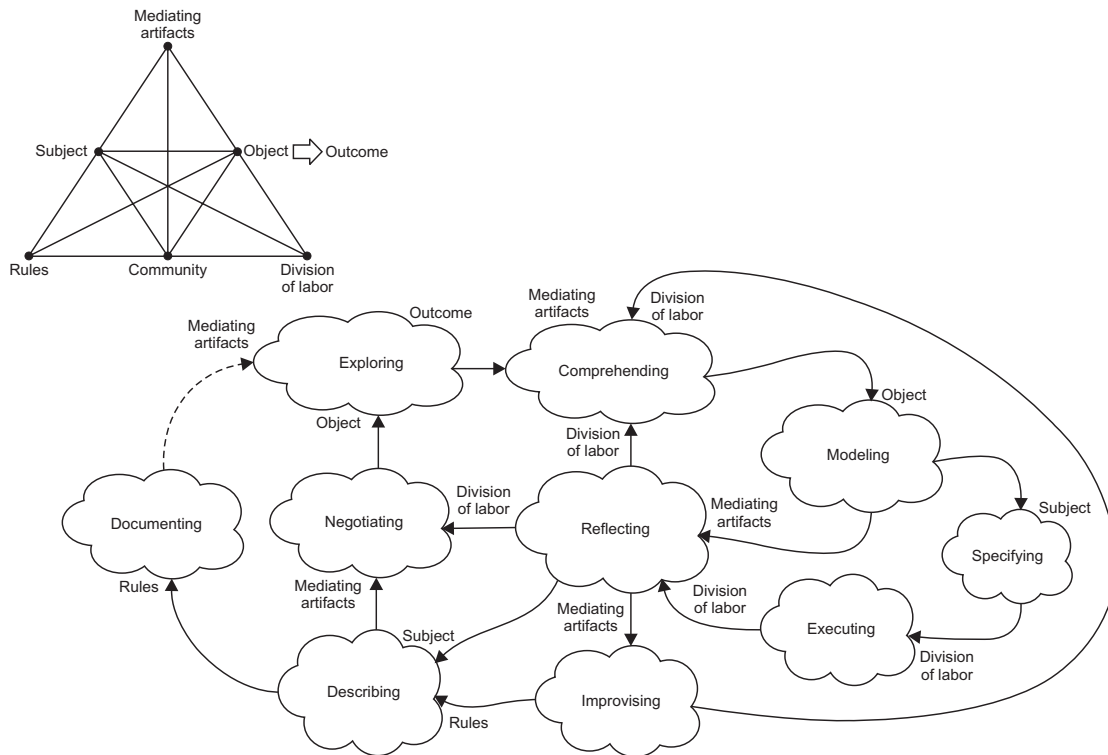 Mediating
artifacts
Subject
Object
Outcome
Rules
Community
Division
of labor
Mediating
artifacts
Outcome
Exploring
Mediating
artifacts
Division
of labor
Comprehending
Object
Object
Division
of labor
Modeling
Documenting
Negotiating
Division
of labor
Reflecting
Mediating
artifacts
Subject
Specifying
Rules
Mediating
artifacts
Subject
Mediating
artifacts
Division
of labor
Executing
Division
of labor
Describing
Rules
Improvising